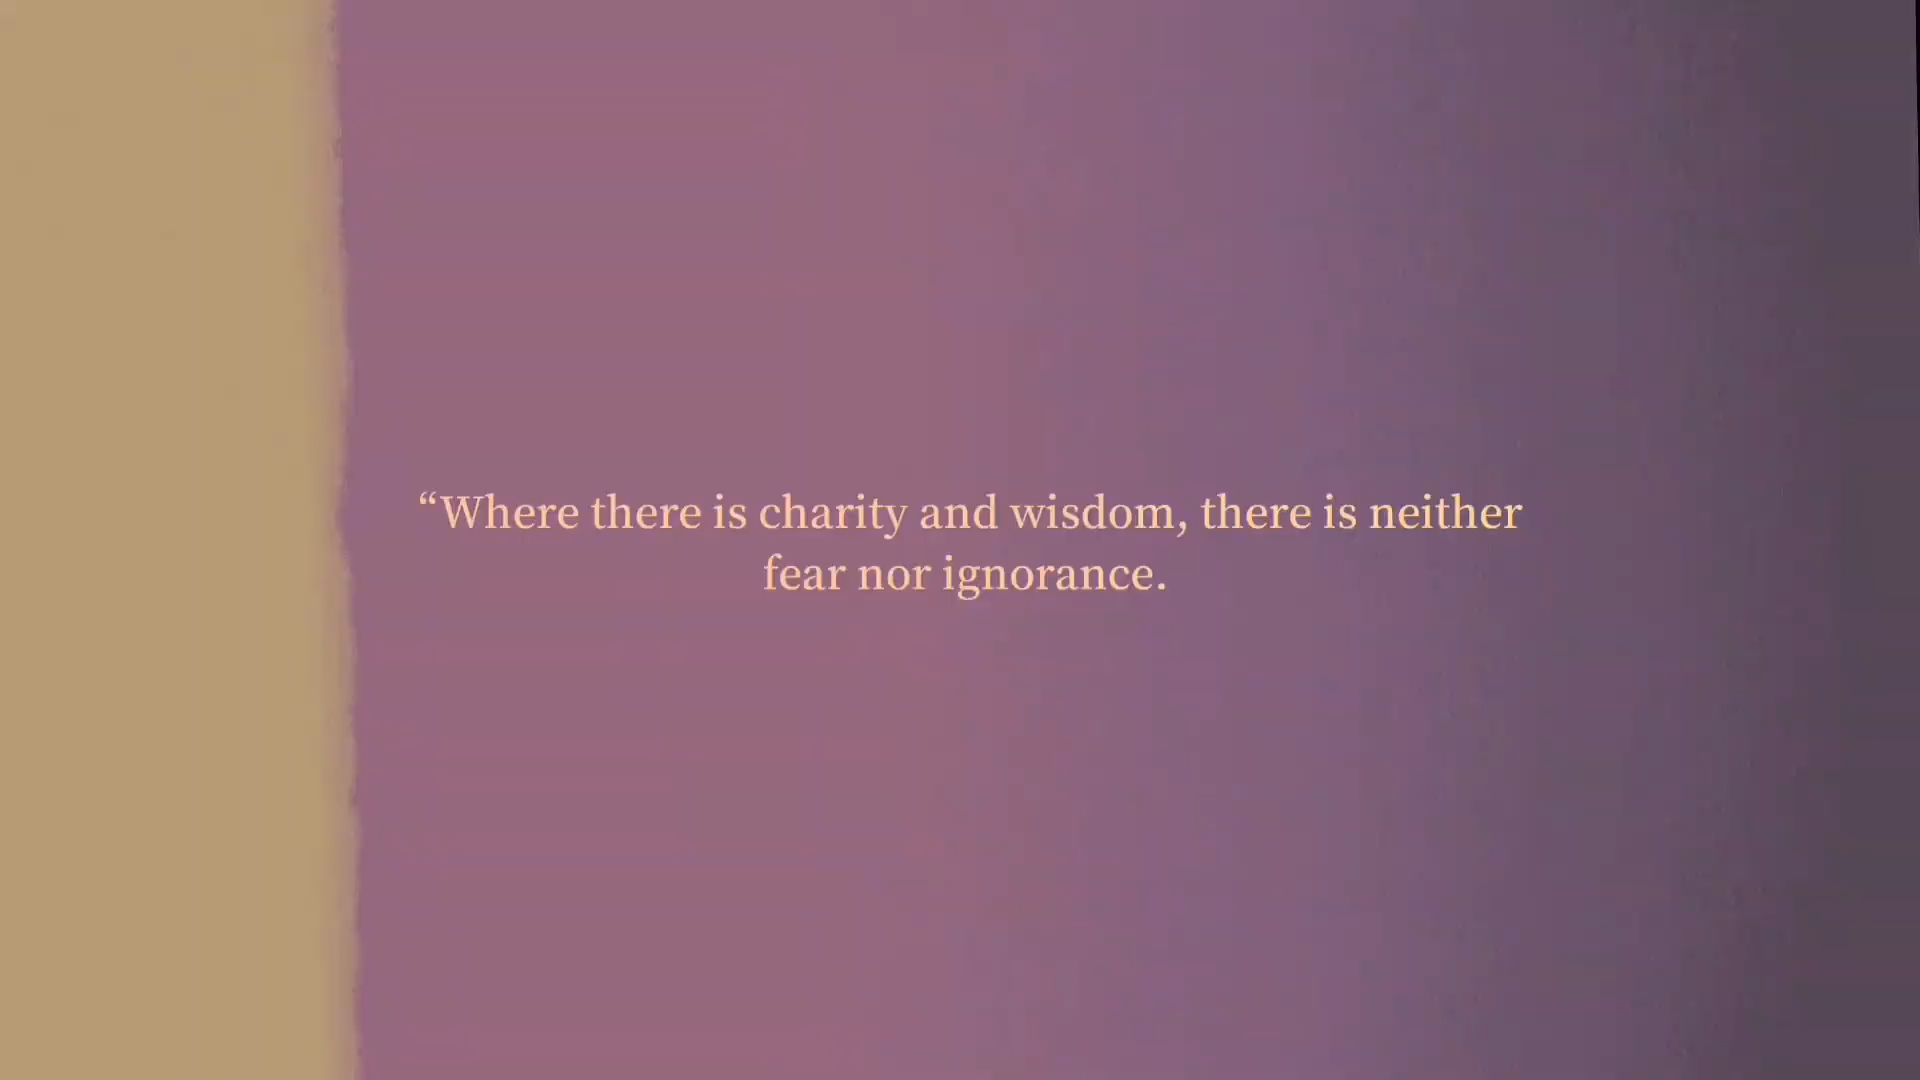 “Where there is charity and wisdom, there is neither
fear nor ignorance.